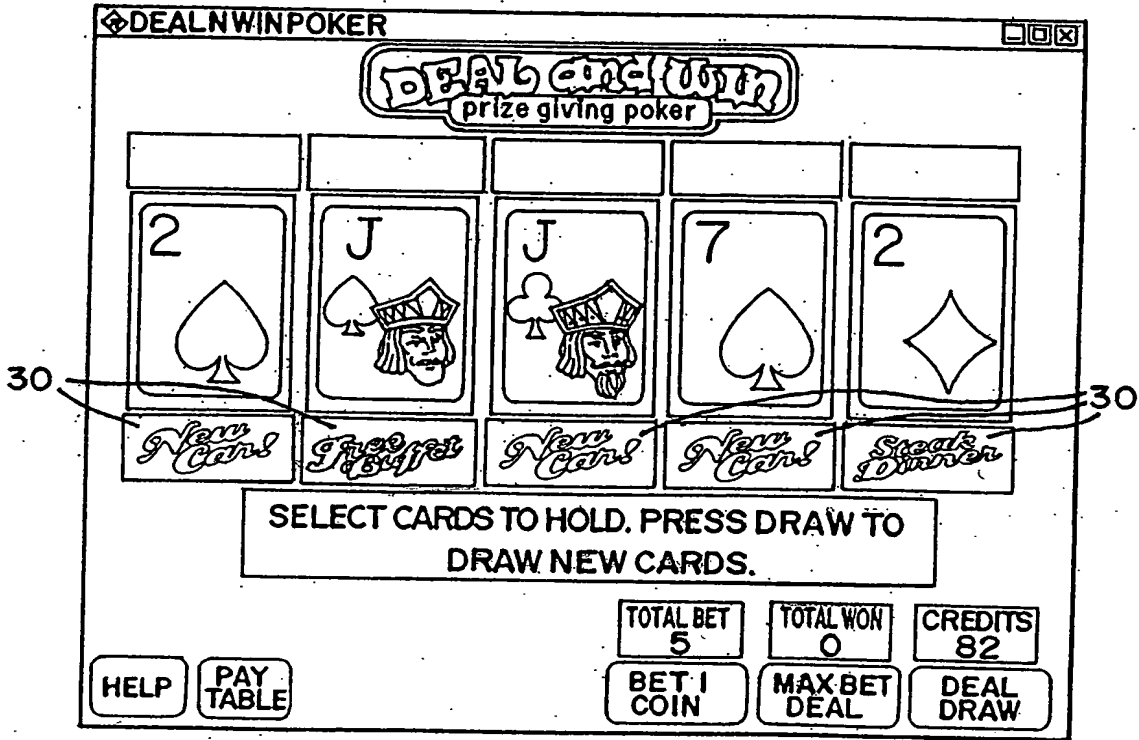 DEALNWINPOKER
DEAL and WIN
prize giving poker
2 J J 7 2
30 30
New Car! Free Buffet New Car! New Car! Steak Dinner
SELECT CARDS TO HOLD. PRESS DRAW TO
DRAW NEW CARDS.
TOTAL BET 5
TOTAL WON 0
CREDITS 82
HELP
PAY TABLE
BET 1 COIN
MAX BET DEAL
DEAL DRAW